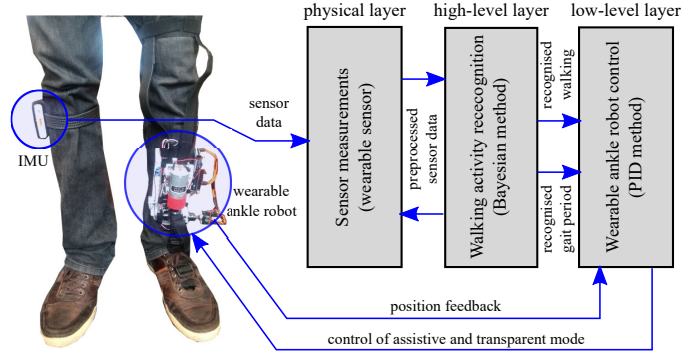 physical layer
high-level layer
low-level layer
sensor
data
IMU
wearable
ankle robot
Sensor measurements
(wearable sensor)
preprocessed
sensor data
Walking activity rececognition
(Bayesian method)
recognised
walking
recognised
gait period
Wearable ankle robot control
(PID method)
position feedback
control of assistive and transparent mode